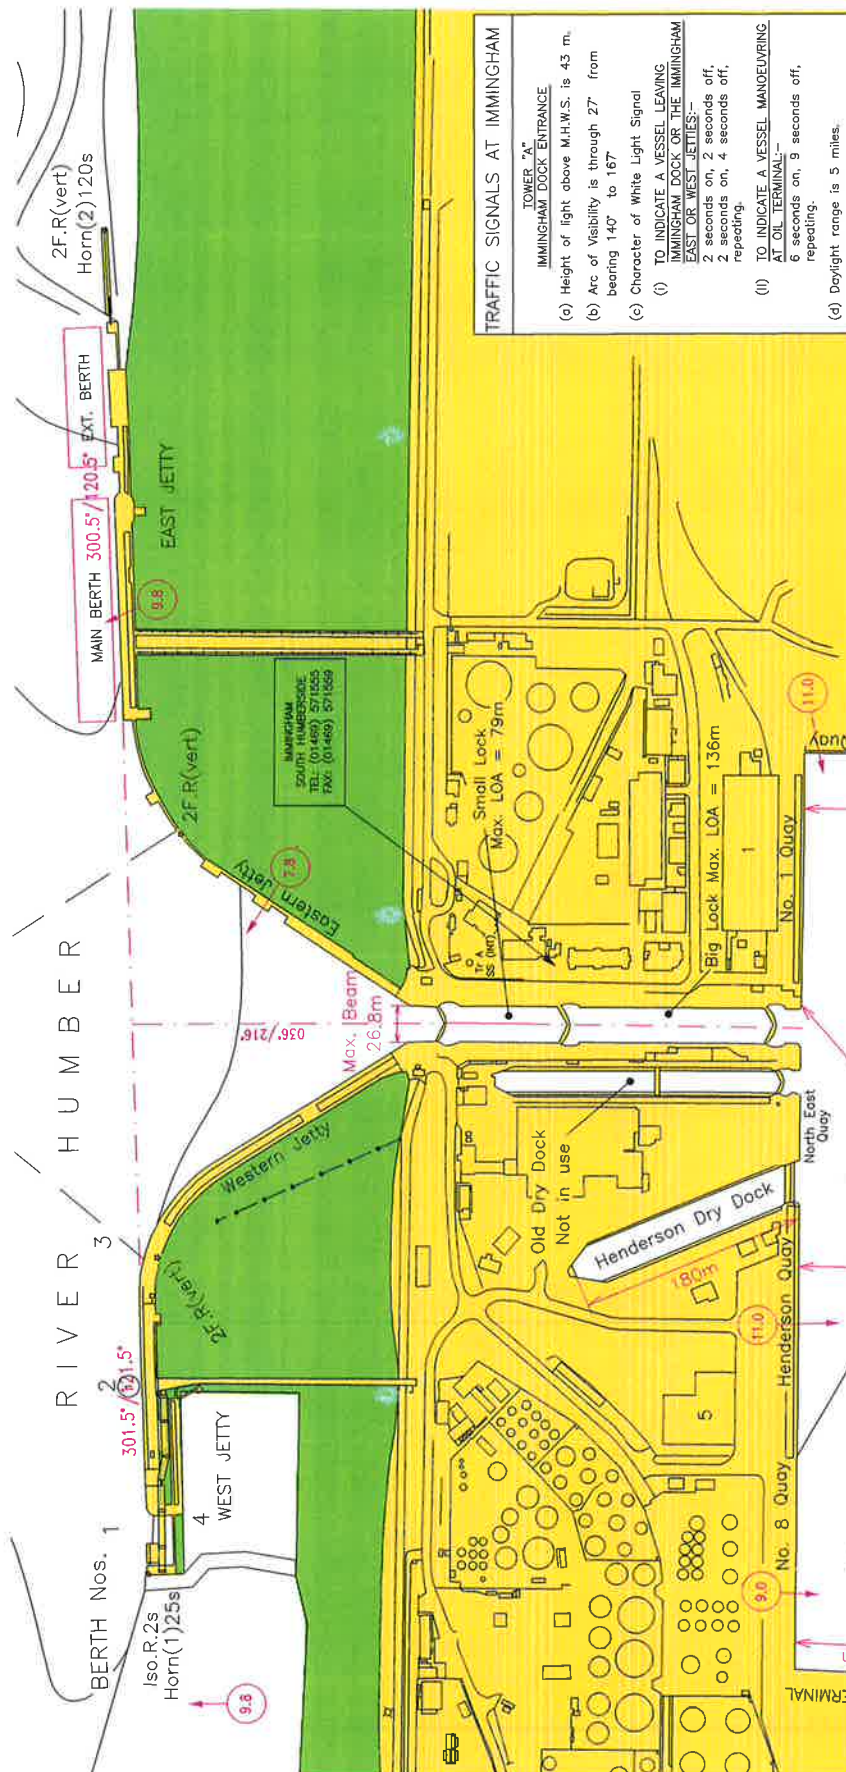 RIVER HUMBER
BERTH Nos. 1
2
3
4
WEST JETTY
Iso.R.2s
Horn(1)25s
9.8
301.5°/121.5°
2F.R(vert)
Western Jetty
036°/216°
Max. Beam
26.8m
7.8
Eastern Jetty
2F.R(vert)
MAIN BERTH
300.5°/120.5°
EXT. BERTH
9.8
EAST JETTY
2F.R(vert)
Horn(2)120s
IMMINGHAM
SOUTH HUMBERSIDE
TEL: (01469) 571555
FAX: (01469) 571559
Tr A
SS (INT)
Small Lock
Max. LOA = 79m
Big Lock Max. LOA = 136m
1
No. 1 Quay
11.0
Quay
Old Dry Dock
Not in use
North East
Quay
Henderson Dry Dock
180m
11.0
Henderson Quay
5
No. 8 Quay
9.0
TRAFFIC SIGNALS AT IMMINGHAM
TOWER "A"
IMMINGHAM DOCK ENTRANCE
(a) Height of light above M.H.W.S. is 43 m.
(b) Arc of Visibility is through 27° from
bearing 140° to 167°
(c) Character of White Light Signal
(i) TO INDICATE A VESSEL LEAVING
IMMINGHAM DOCK OR THE IMMINGHAM
EAST OR WEST JETTIES:-
2 seconds on, 2 seconds off,
2 seconds on, 4 seconds off,
repeating.
(ii) TO INDICATE A VESSEL MANOEUVRING
AT OIL TERMINAL:-
6 seconds on, 9 seconds off,
repeating.
(d) Daylight range is 5 miles.